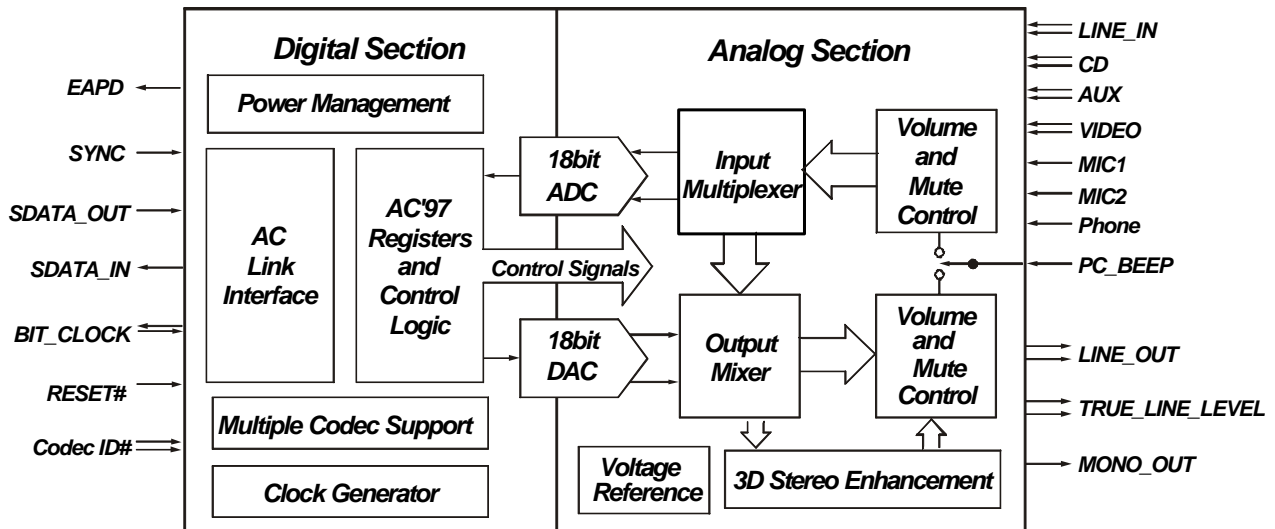 Digital Section
Analog Section
EAPD
SYNC
SDATA_OUT
SDATA_IN
BIT_CLOCK
RESET#
Codec ID#
Power Management
AC
Link
Interface
AC'97
Registers
and
Control
Logic
Multiple Codec Support
Clock Generator
18bit
ADC
Control Signals
18bit
DAC
Input
Multiplexer
Output
Mixer
Voltage
Reference
3D Stereo Enhancement
Volume
and
Mute
Control
Volume
and
Mute
Control
LINE_IN
CD
AUX
VIDEO
MIC1
MIC2
Phone
PC_BEEP
LINE_OUT
TRUE_LINE_LEVEL
MONO_OUT